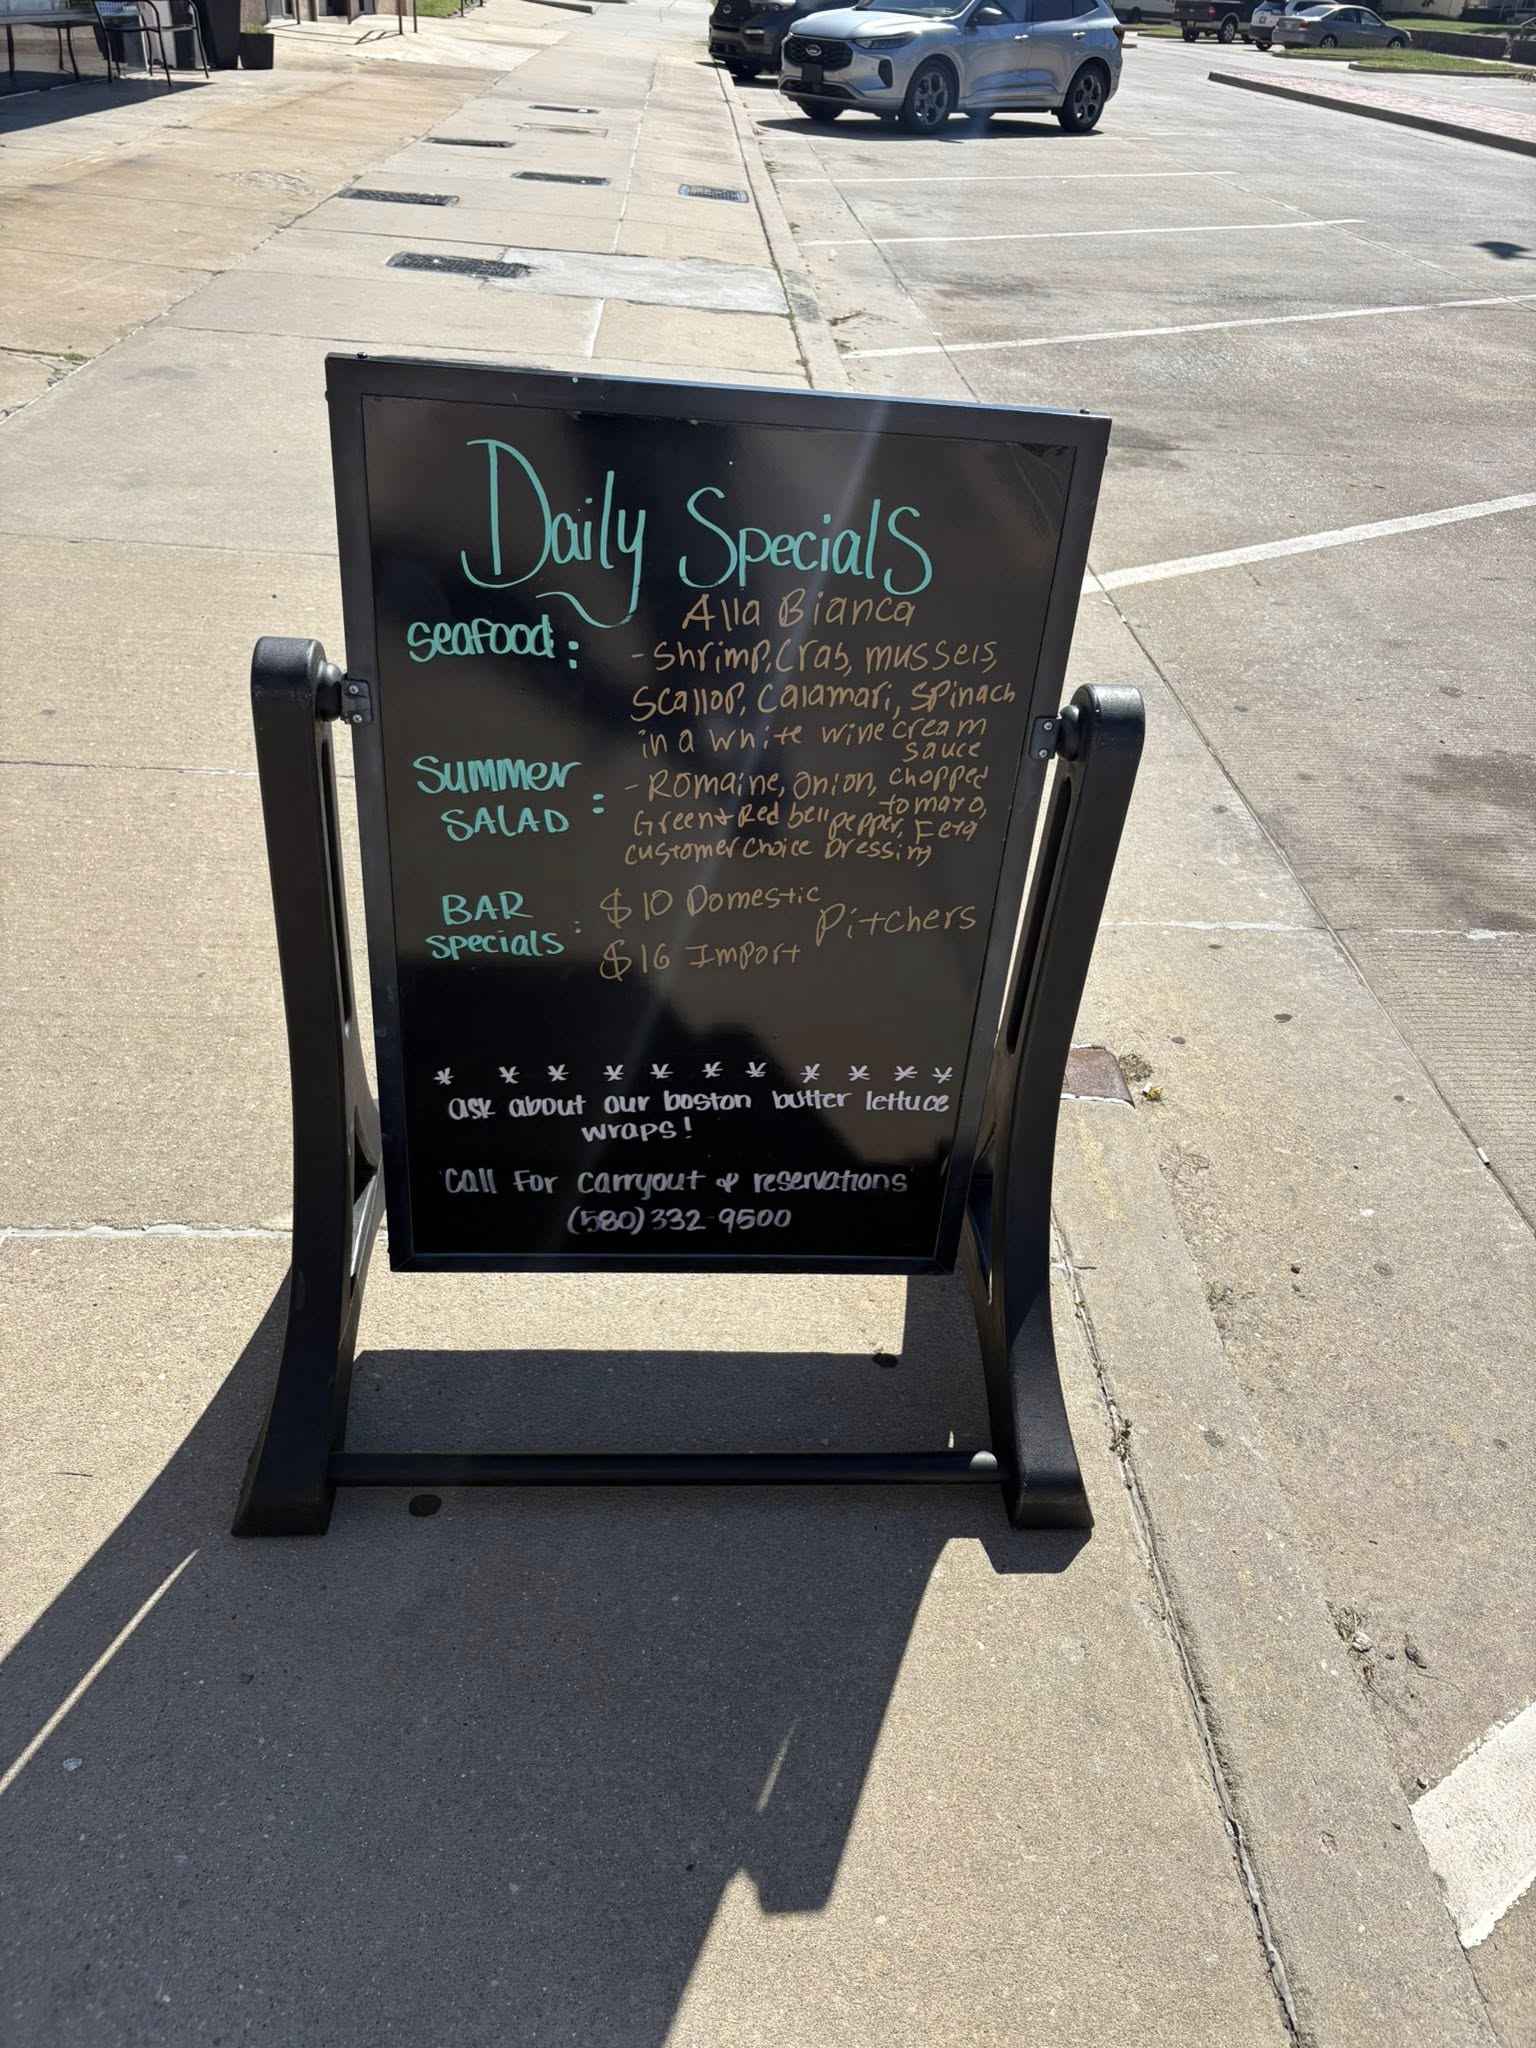 Daily Specials
Seafood: Alla Bianca
- Shrimp, Crab, mussels,
Scallop, Calamari, Spinach
in a white wine cream
sauce
Summer SALAD: - Romaine, onion, chopped
tomato,
Green + Red bell pepper, Feta
customer choice Dressing
BAR Specials: $10 Domestic
Pitchers
$16 Import
* * * * * * * * * * *
ask about our boston butter lettuce
wraps!
Call for carryout & reservations
(580)332-9500